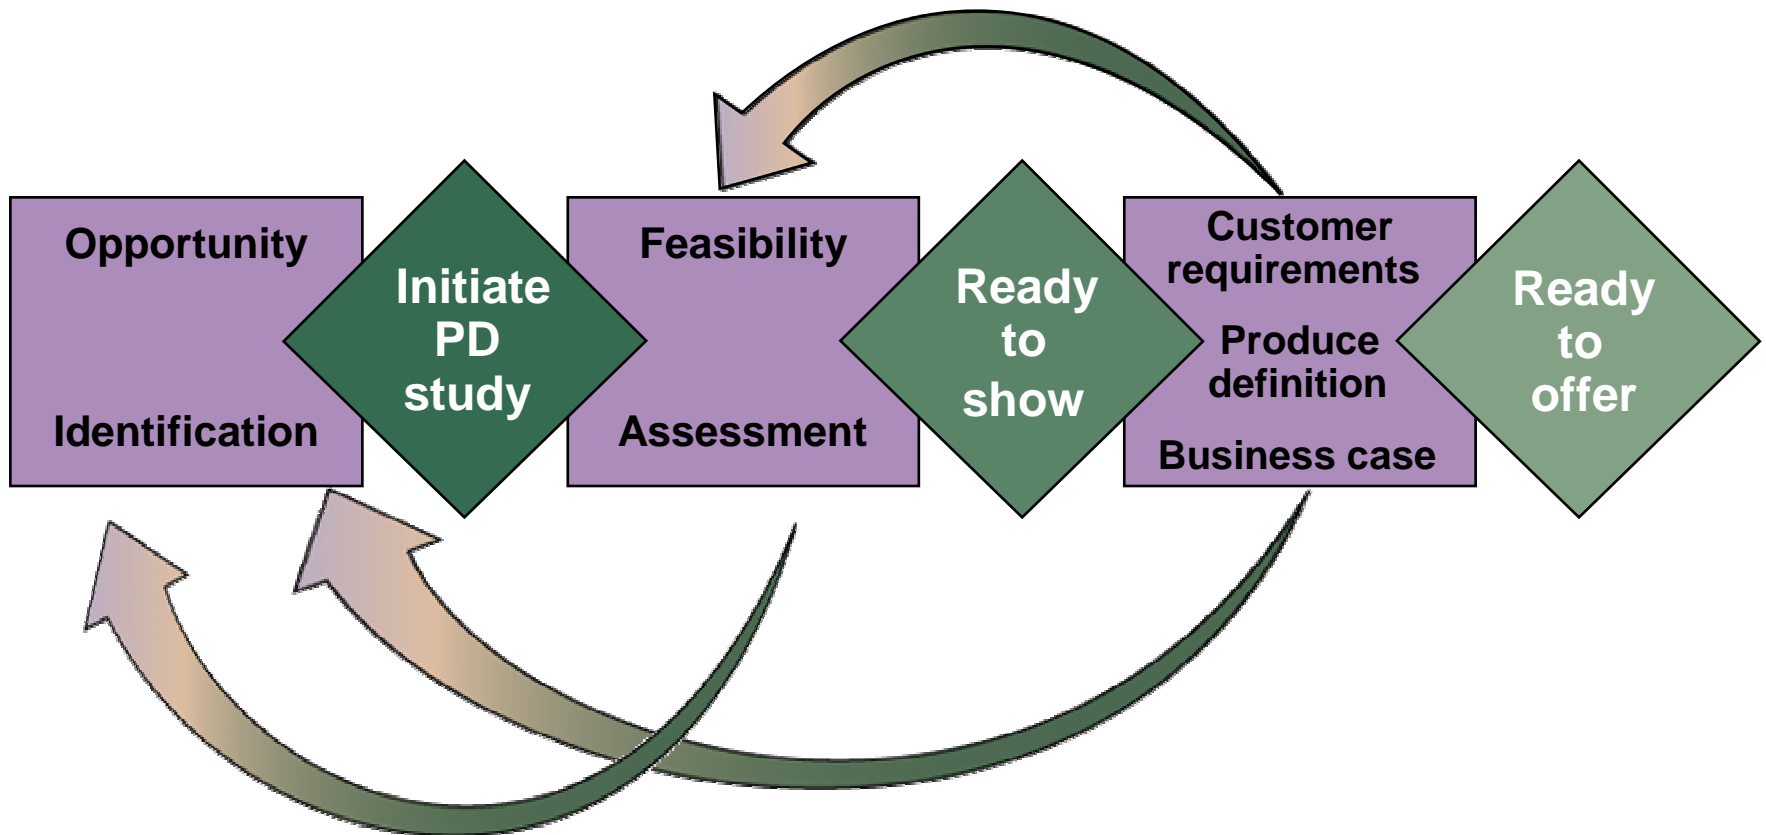 Opportunity
Identification
Initiate
PD
study
Feasibility
Assessment
Ready
to
show
Customer
requirements
Produce
definition
Business case
Ready
to
offer